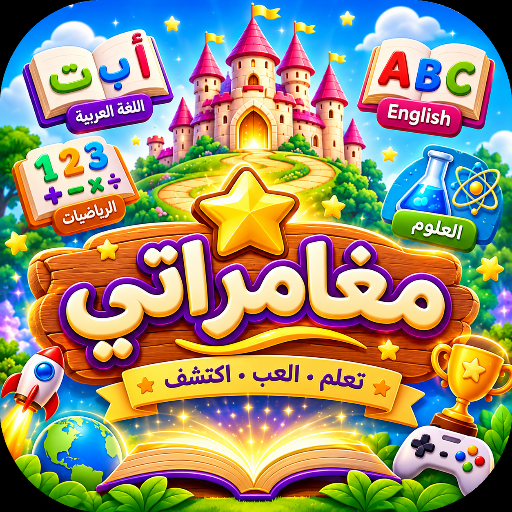 أ ب ت
اللغة العربية
ABC
English
123
+ - × ÷
الرياضيات
العلوم
مغامراتي
تعلم • العب • اكتشف